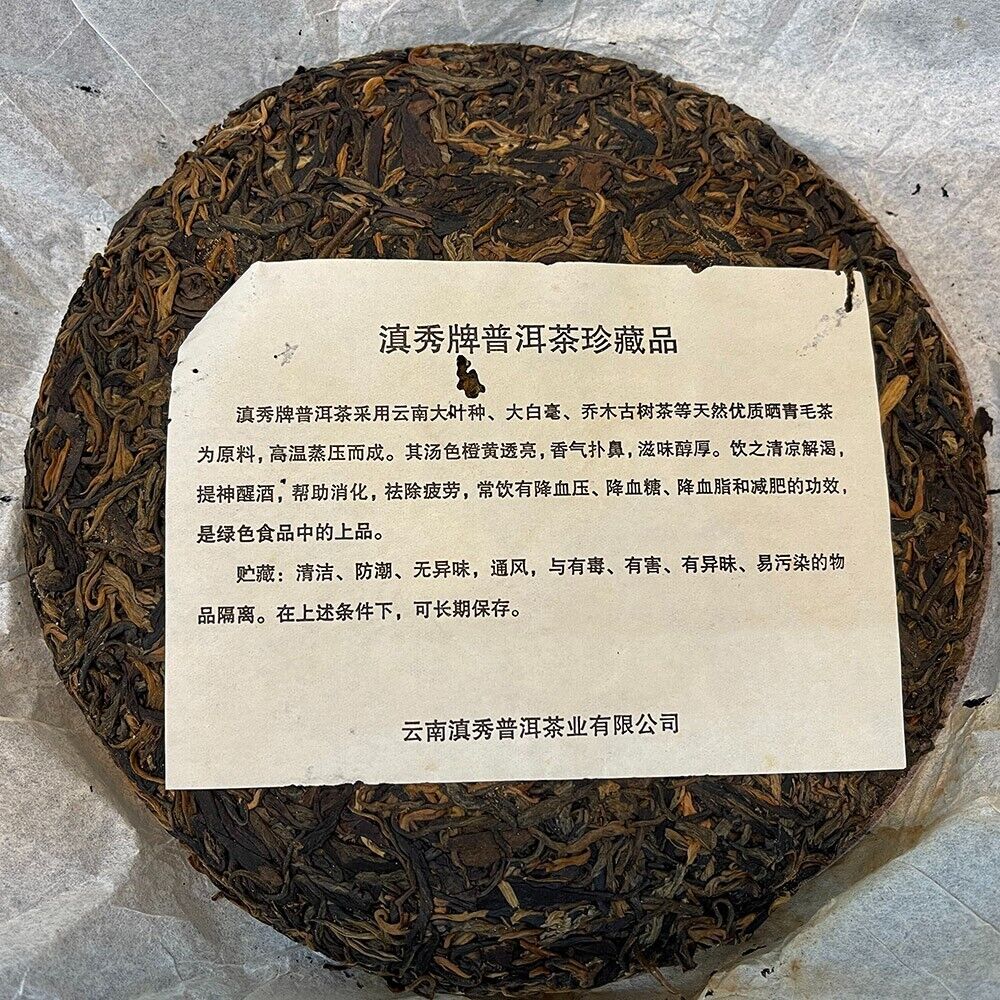 滇秀牌普洱茶珍藏品
滇秀牌普洱茶采用云南大叶种、大白毫、乔木古树茶等天然优质晒青毛茶
为原料，高温蒸压而成。其汤色橙黄透亮，香气扑鼻，滋味醇厚。饮之清凉解渴，
提神醒酒，帮助消化，祛除疲劳，常饮有降血压、降血糖、降血脂和减肥的功效，
是绿色食品中的上品。
贮藏：清洁、防潮、无异味，通风，与有毒、有害、有异昧、易污染的物
品隔离。在上述条件下，可长期保存。
云南滇秀普洱茶业有限公司